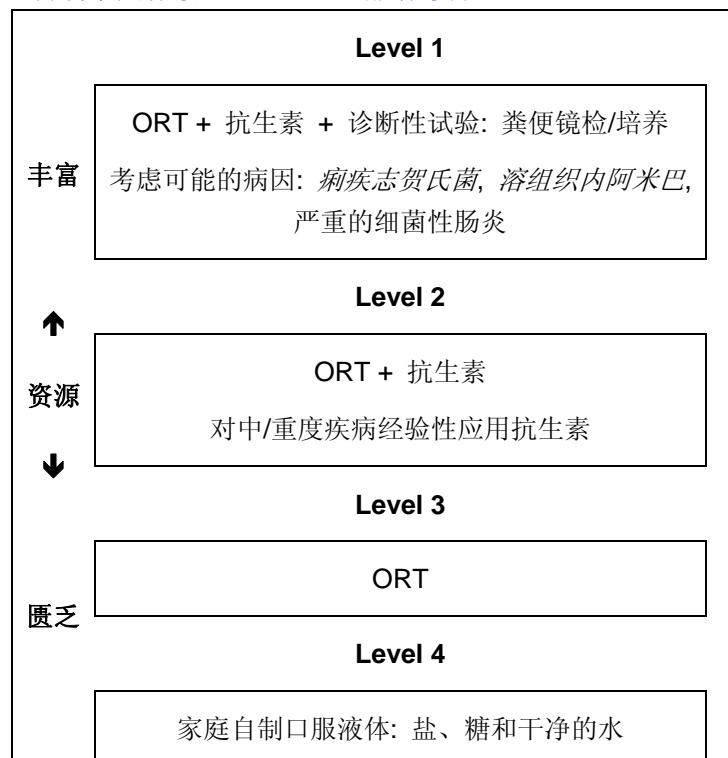 Level 1
ORT + 抗生素 + 诊断性试验: 粪便镜检/培养
丰富
考虑可能的病因: 痢疾志贺氏菌, 溶组织内阿米巴,
严重的细菌性肠炎
Level 2
ORT + 抗生素
资源
对中/重度疾病经验性应用抗生素
Level 3
ORT
匮乏
Level 4
家庭自制口服液体: 盐、糖和干净的水